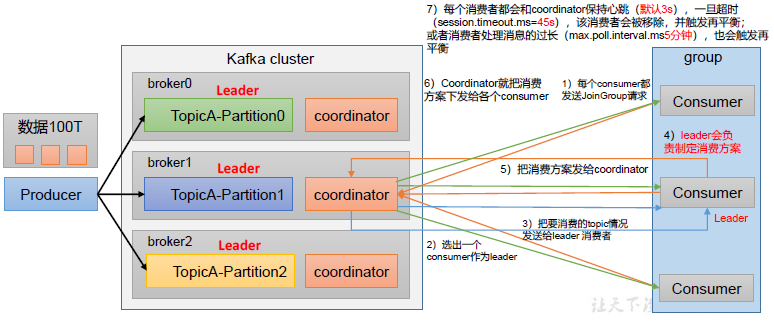 7）每个消费者都会和coordinator保持心跳（默认3s），一旦超时
（session.timeout.ms=45s），该消费者会被移除，并触发再平衡；
或者消费者处理消息的过长（max.poll.interval.ms5分钟），也会触发再
平衡
Kafka cluster
group
broker0
Leader
TopicA-Partition0
coordinator
6）Coordinator就把消费
方案下发给各个consumer
1）每个consumer都
发送JoinGroup请求
Consumer
数据100T
4）leader会负
责制定消费方案
broker1
Leader
5）把消费方案发给coordinator
Producer
TopicA-Partition1
coordinator
Consumer
Leader
3）把要消费的topic情况
发送给leader 消费者
broker2
Leader
2）选出一个
consumer作为leader
TopicA-Partition2
coordinator
Consumer
让天下